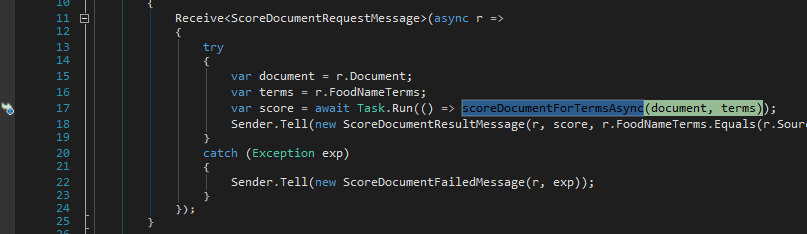 10 {
11 Receive<ScoreDocumentRequestMessage>(async r =>
12 {
13 try
14 {
15 var document = r.Document;
16 var terms = r.FoodNameTerms;
17 var score = await Task.Run(() => scoreDocumentForTermsAsync(document, terms));
18 Sender.Tell(new ScoreDocumentResultMessage(r, score, r.FoodNameTerms.Equals(r.Sour
19 }
20 catch (Exception exp)
21 {
22 Sender.Tell(new ScoreDocumentFailedMessage(r, exp));
23 }
24 });
25 }
26